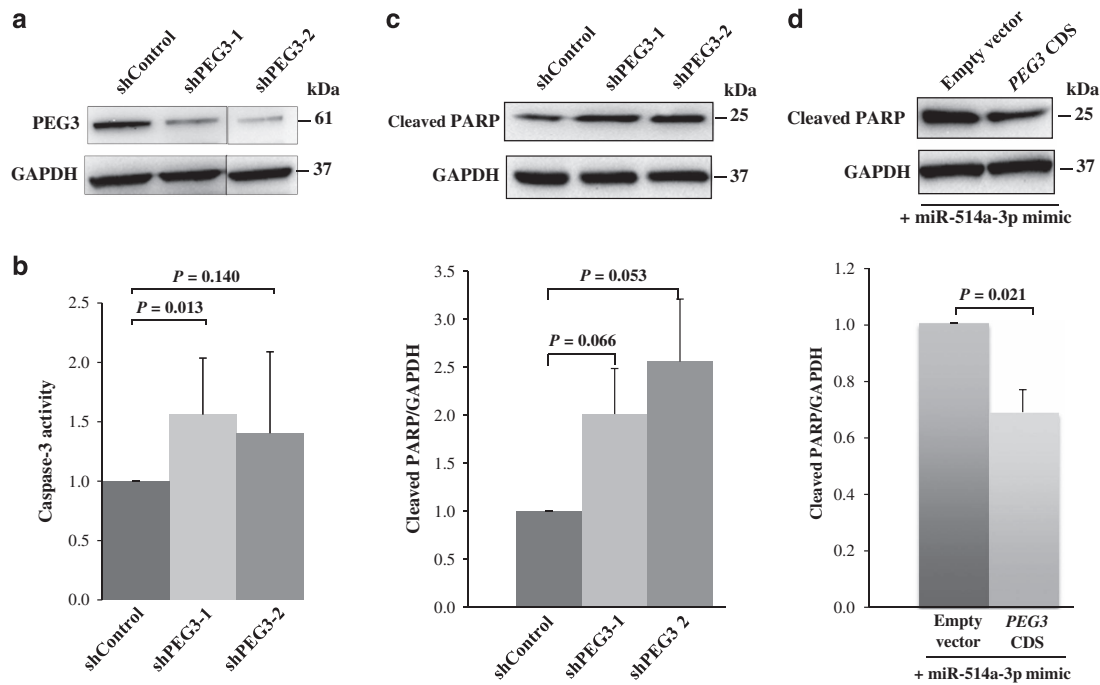 a
shControl
shPEG3-1
shPEG3-2
kDa
PEG3
61
GAPDH
37
b
P = 0.140
P = 0.013
2.5
2.0
1.5
1.0
0.5
0.0
Caspase-3 activity
shControl
shPEG3-1
shPEG3-2
c
shControl
shPEG3-1
shPEG3-2
kDa
Cleaved PARP
25
GAPDH
37
P = 0.053
P = 0.066
3.5
3.0
2.5
2.0
1.5
1.0
0.5
0.0
Cleaved PARP/GAPDH
shControl
shPEG3-1
shPEG3 2
d
Empty vector
PEG3 CDS
kDa
Cleaved PARP
25
GAPDH
37
+ miR-514a-3p mimic
P = 0.021
1.2
1.0
0.8
0.6
0.4
0.2
0.0
Cleaved PARP/GAPDH
Empty
vector
PEG3
CDS
+ miR-514a-3p mimic